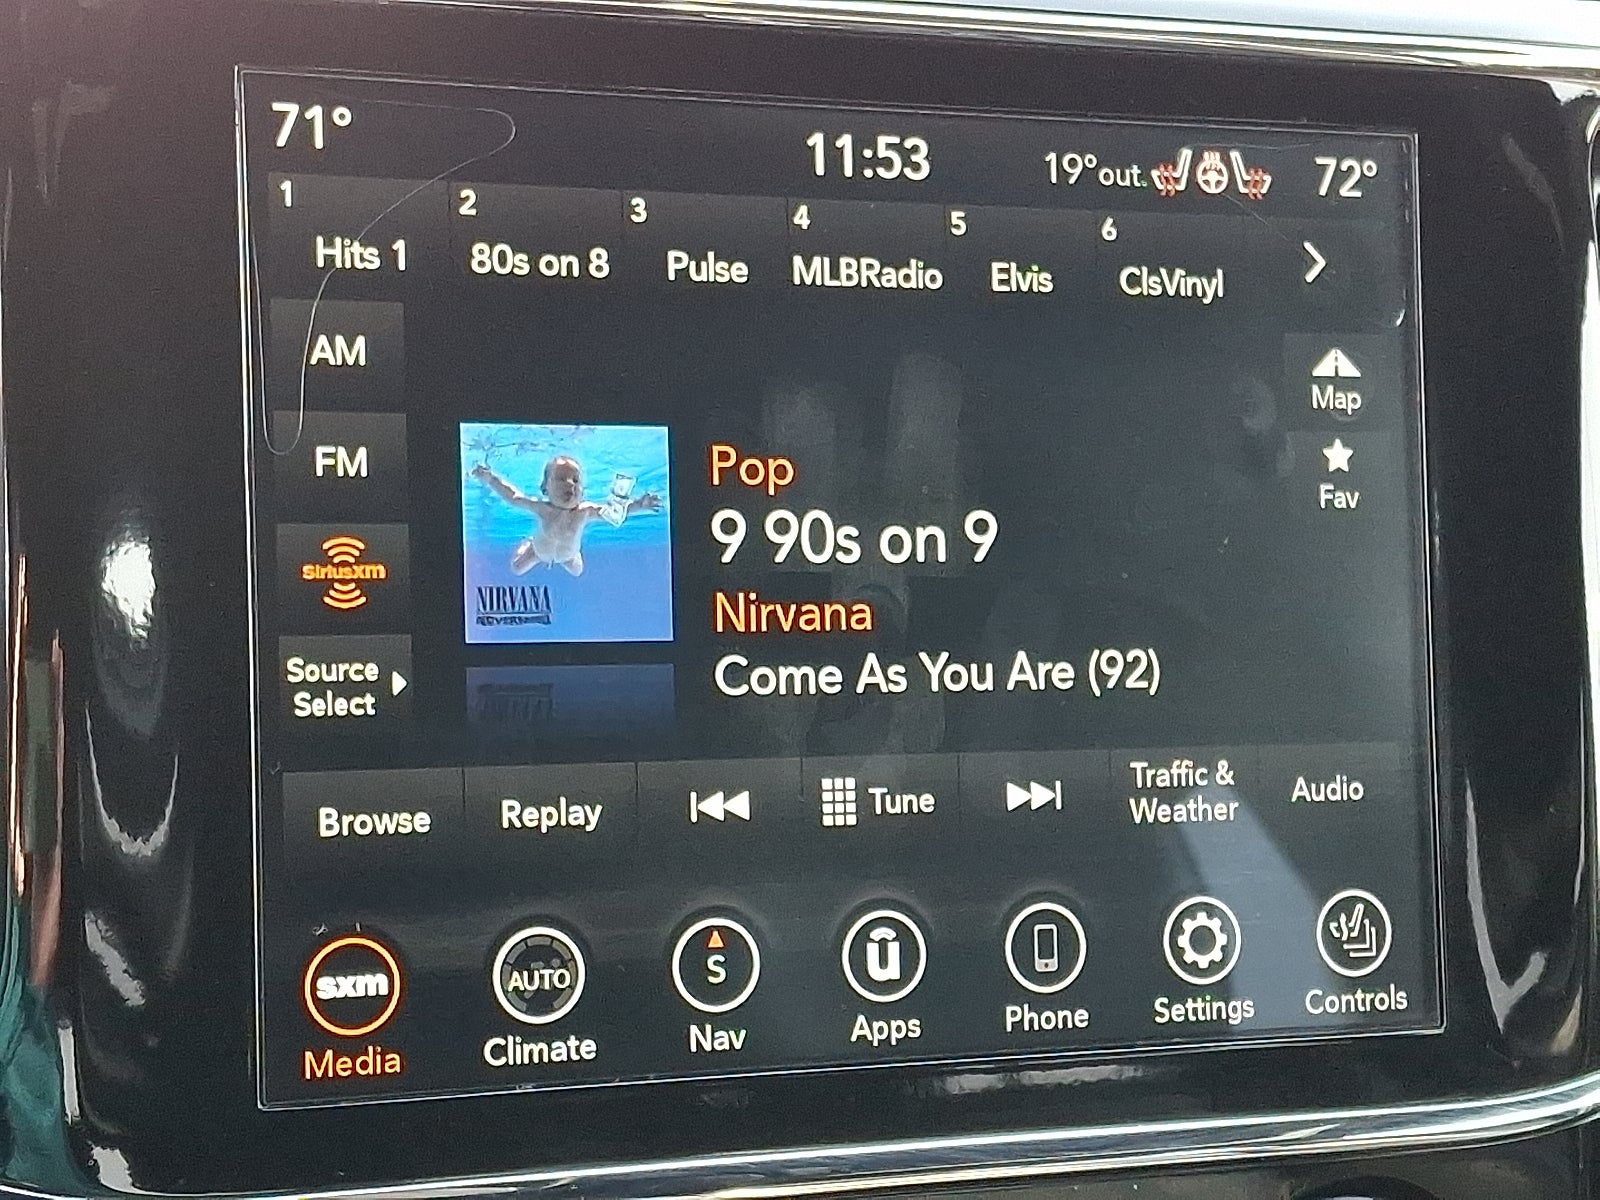 71°
11:53
19°out.
72°
1
2
3
4
5
6
Hits 1
80s on 8
Pulse
MLBRadio
Elvis
ClsVinyl
AM
FM
siriusxm
Source
Select
Map
Fav
NIRVANA
NEVERMIND
Pop
9 90s on 9
Nirvana
Come As You Are (92)
Browse
Replay
Tune
Traffic &
Weather
Audio
sxm
Media
AUTO
Climate
S
Nav
u
Apps
Phone
Settings
Controls